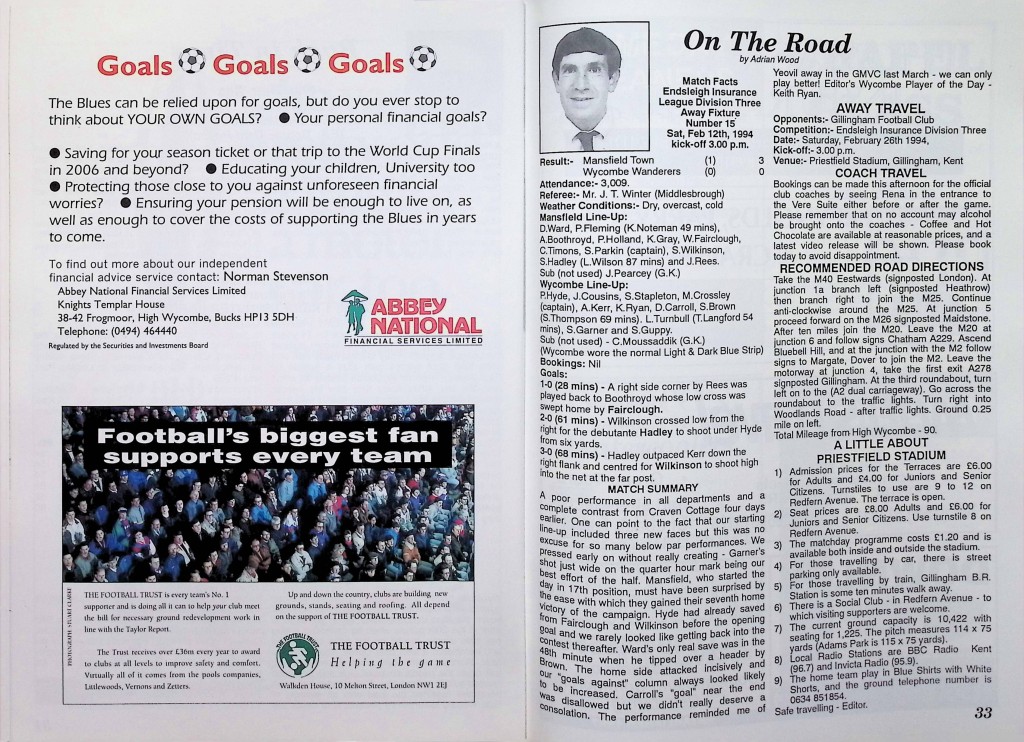 Goals Goals Goals
The Blues can be relied upon for goals, but do you ever stop to
think about YOUR OWN GOALS? ● Your personal financial goals?
● Saving for your season ticket or that trip to the World Cup Finals
in 2006 and beyond? ● Educating your children, University too
● Protecting those close to you against unforeseen financial
worries? ● Ensuring your pension will be enough to live on, as
well as enough to cover the costs of supporting the Blues in years
to come.
To find out more about our independent
financial advice service contact: Norman Stevenson
Abbey National Financial Services Limited
Knights Templar House
38-42 Frogmoor, High Wycombe, Bucks HP13 5DH
Telephone: (0494) 464440
Regulated by the Securities and Investments Board
ABBEY
NATIONAL
FINANCIAL SERVICES LIMITED
Football's biggest fan
supports every team
PHOTOGRAPH - STUART CLARKE
THE FOOTBALL TRUST is every team's No. 1
supporter and is doing all it can to help your club meet
the bill for necessary ground redevelopment work in
line with the Taylor Report.
The Trust receives over £36m every year to award
to clubs at all levels to improve safety and comfort.
Virtually all of it comes from the pools companies,
Littlewoods, Vernons and Zetters.
Up and down the country, clubs are building new
grounds, stands, seating and roofing. All depend
on the support of THE FOOTBALL TRUST.
THE FOOTBALL TRUST
THE FOOTBALL TRUST
Helping the game
Walkden House, 10 Melton Street, London NW1 2EJ
On The Road
by Adrian Wood
Match Facts
Endsleigh Insurance
League Division Three
Away Fixture
Number 15
Sat, Feb 12th, 1994
kick-off 3.00 p.m.
Result:- Mansfield Town (1) 3
Wycombe Wanderers (0) 0
Attendance:- 3,009.
Referee:- Mr. J. T. Winter (Middlesbrough)
Weather Conditions:- Dry, overcast, cold
Mansfield Line-Up:
D.Ward, P.Fleming (K.Noteman 49 mins),
A.Boothroyd, P.Holland, K.Gray, W.Fairclough,
C.Timons, S.Parkin (captain), S.Wilkinson,
S.Hadley (L.Wilson 87 mins) and J.Rees.
Sub (not used) J.Pearcey (G.K.)
Wycombe Line-Up:
P.Hyde, J.Cousins, S.Stapleton, M.Crossley
(captain), A.Kerr, K.Ryan, D.Carroll, S.Brown
(S.Thompson 69 mins). L.Turnbull (T.Langford 54
mins), S.Garner and S.Guppy.
Sub (not used) - C.Moussaddik (G.K.)
(Wycombe wore the normal Light & Dark Blue Strip)
Bookings: Nil
Goals:
1-0 (28 mins) - A right side corner by Rees was
played back to Boothroyd whose low cross was
swept home by Fairclough.
2-0 (61 mins) - Wilkinson crossed low from the
right for the debutante Hadley to shoot under Hyde
from six yards.
3-0 (68 mins) - Hadley outpaced Kerr down the
right flank and centred for Wilkinson to shoot high
into the net at the far post.
MATCH SUMMARY
A poor performance in all departments and a
complete contrast from Craven Cottage four days
earlier. One can point to the fact that our starting
line-up included three new faces but this was no
excuse for so many below par performances. We
pressed early on without really creating - Garner's
shot just wide on the quarter hour mark being our
best effort of the half. Mansfield, who started the
day in 17th position, must have been surprised by
the ease with which they gained their seventh home
victory of the campaign. Hyde had already saved
from Fairclough and Wilkinson before the opening
goal and we rarely looked like getting back into the
contest thereafter. Ward's only real save was in the
48th minute when he tipped over a header by
Brown. The home side attacked incisively and
our "goals against" column always looked likely
to be increased. Carroll's "goal" near the end
was disallowed but we didn't really deserve a
consolation. The performance reminded me of
Yeovil away in the GMVC last March - we can only
play better! Editor's Wycombe Player of the Day -
Keith Ryan.
AWAY TRAVEL
Opponents:- Gillingham Football Club
Competition:- Endsleigh Insurance Division Three
Date:- Saturday, February 26th 1994,
Kick-off:- 3.00 p.m.
Venue:- Priestfield Stadium, Gillingham, Kent
COACH TRAVEL
Bookings can be made this afternoon for the official
club coaches by seeing Rena in the entrance to
the Vere Suite either before or after the game.
Please remember that on no account may alcohol
be brought onto the coaches - Coffee and Hot
Chocolate are available at reasonable prices, and a
latest video release will be shown. Please book
today to avoid disappointment.
RECOMMENDED ROAD DIRECTIONS
Take the M40 Eestwards (signposted London). At
junction 1a branch left (signposted Heathrow)
then branch right to join the M25. Continue
anti-clockwise around the M25. At junction 5
proceed forward on the M26 signposted Maidstone.
After ten miles join the M20. Leave the M20 at
junction 6 and follow signs Chatham A229. Ascend
Bluebell Hill, and at the junction with the M2 follow
signs to Margate, Dover to join the M2. Leave the
motorway at junction 4, take the first exit A278
signposted Gillingham. At the third roundabout, turn
left on to the (A2 dual carriageway). Go across the
roundabout to the traffic lights. Turn right into
Woodlands Road - after traffic lights. Ground 0.25
mile on left.
Total Mileage from High Wycombe - 90.
A LITTLE ABOUT
PRIESTFIELD STADIUM
1) Admission prices for the Terraces are £6.00
for Adults and £4.00 for Juniors and Senior
Citizens. Turnstiles to use are 9 to 12 on
Redfern Avenue. The terrace is open.
2) Seat prices are £8.00 Adults and £6.00 for
Juniors and Senior Citizens. Use turnstile 8 on
Redfern Avenue.
3) The matchday programme costs £1.20 and is
available both inside and outside the stadium.
4) For those travelling by car, there is street
parking only available.
5) For those travelling by train, Gillingham B.R.
Station is some ten minutes walk away.
6) There is a Social Club - in Redfern Avenue - to
which visiting supporters are welcome.
7) The current ground capacity is 10,422 with
seating for 1,225. The pitch measures 114 x 75
yards (Adams Park is 115 x 75 yards).
8) Local Radio Stations are BBC Radio Kent
(96.7) and Invicta Radio (95.9).
9) The home team play in Blue Shirts with White
Shorts, and the ground telephone number is
0634 851854.
Safe travelling - Editor.
33